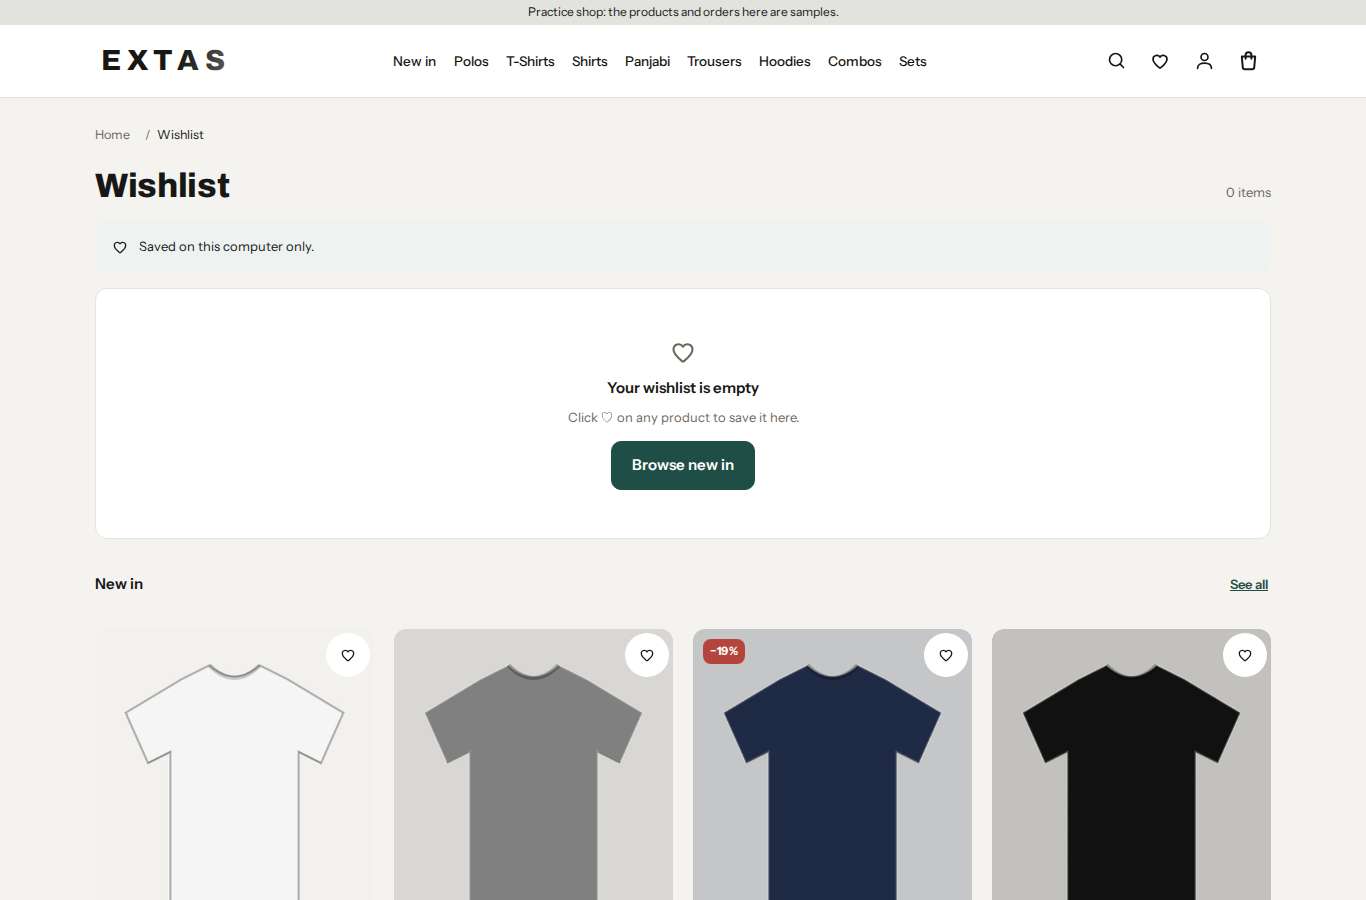 Practice shop: the products and orders here are samples.
EXTAS
New in Polos T-Shirts Shirts Panjabi Trousers Hoodies Combos Sets
Home / Wishlist
Wishlist
0 items
Saved on this computer only.
Your wishlist is empty
Click ♡ on any product to save it here.
Browse new in
New in
See all
−19%